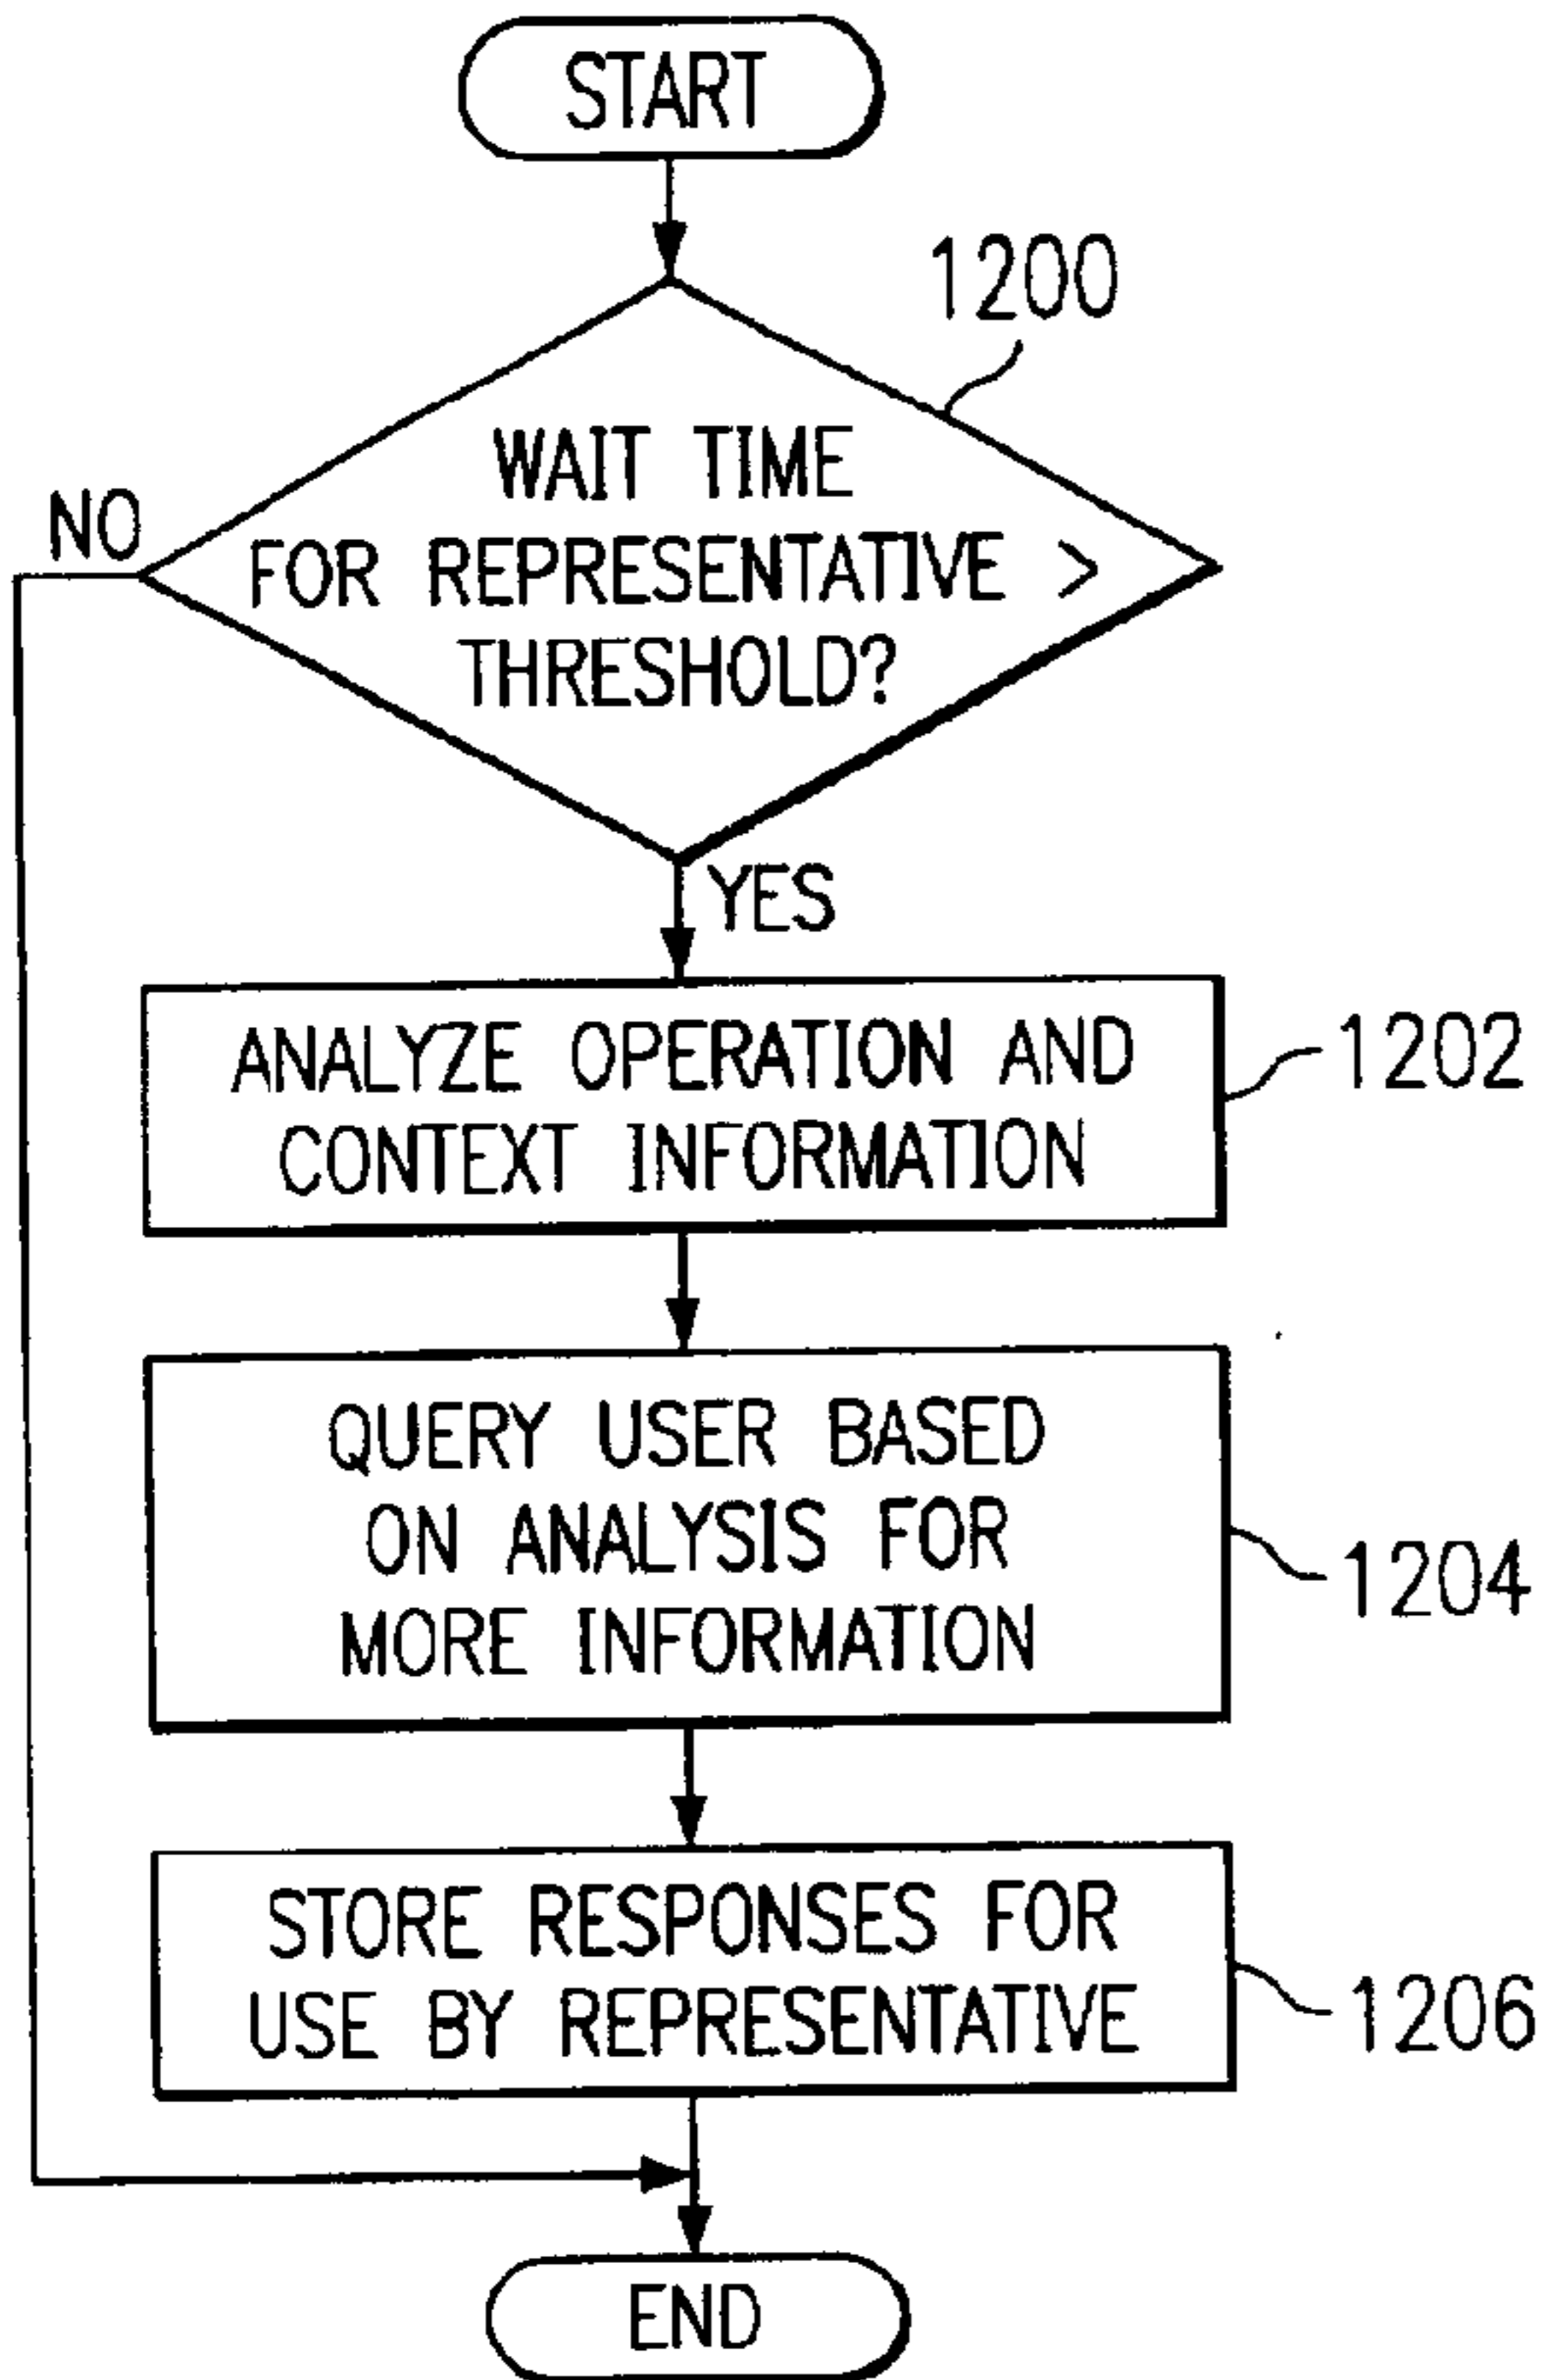 START
1200
WAIT TIME
NO
FOR REPRESENTATIVE >
THRESHOLD?
YES
ANALYZE OPERATION AND
CONTEXT INFORMATION
1202
QUERY USER BASED
ON ANALYSIS FOR
MORE INFORMATION
1204
STORE RESPONSES FOR
USE BY REPRESENTATIVE
1206
END